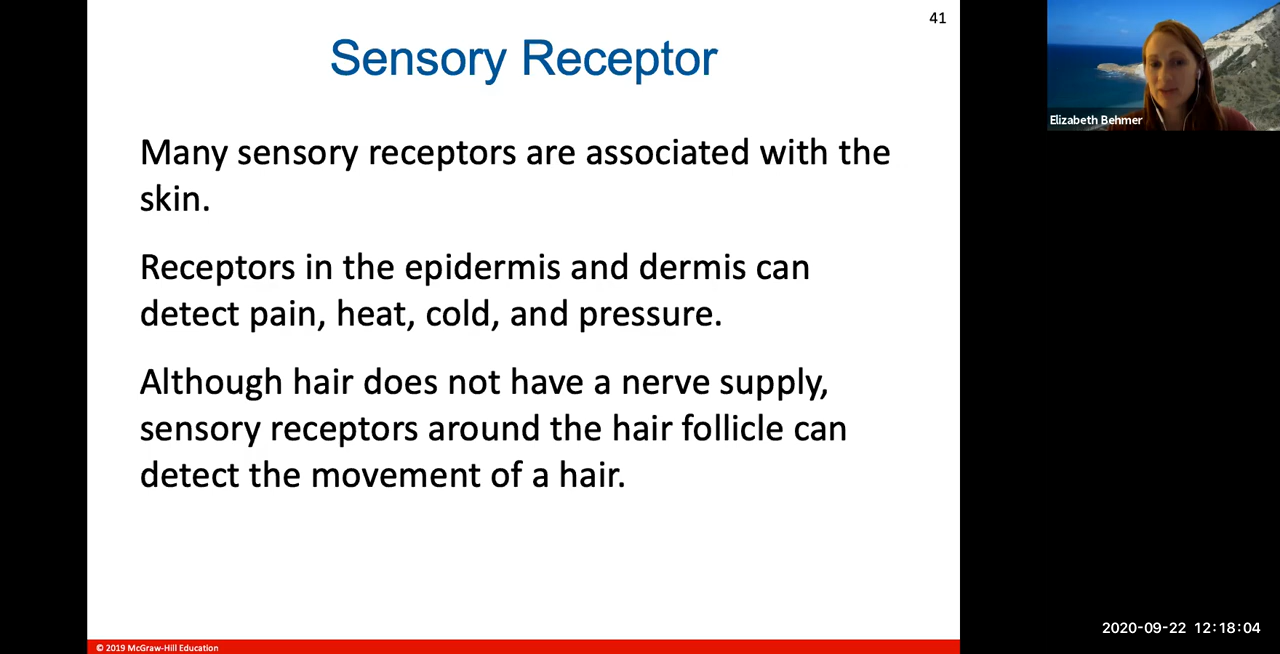 41
Sensory Receptor
Many sensory receptors are associated with the
skin.
Receptors in the epidermis and dermis can
detect pain, heat, cold, and pressure.
Although hair does not have a nerve supply,
sensory receptors around the hair follicle can
detect the movement of a hair.
© 2019 McGraw-Hill Education
Elizabeth Behmer
2020-09-22 12:18:04